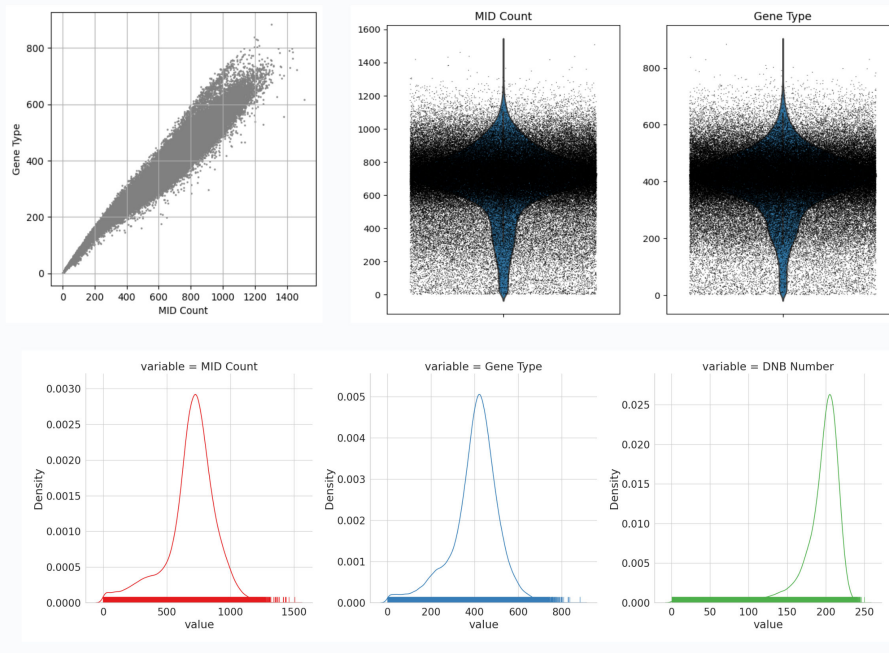 Gene Type
800
600
400
200
0
0 200 400 600 800 1000 1200 1400
MID Count
MID Count
1600
1400
1200
1000
800
600
400
200
0
Gene Type
800
600
400
200
0
variable = MID Count
Density
0.0030
0.0025
0.0020
0.0015
0.0010
0.0005
0.0000
0 500 1000 1500
value
variable = Gene Type
Density
0.005
0.004
0.003
0.002
0.001
0.000
0 200 400 600 800
value
variable = DNB Number
Density
0.025
0.020
0.015
0.010
0.005
0.000
0 50 100 150 200 250
value